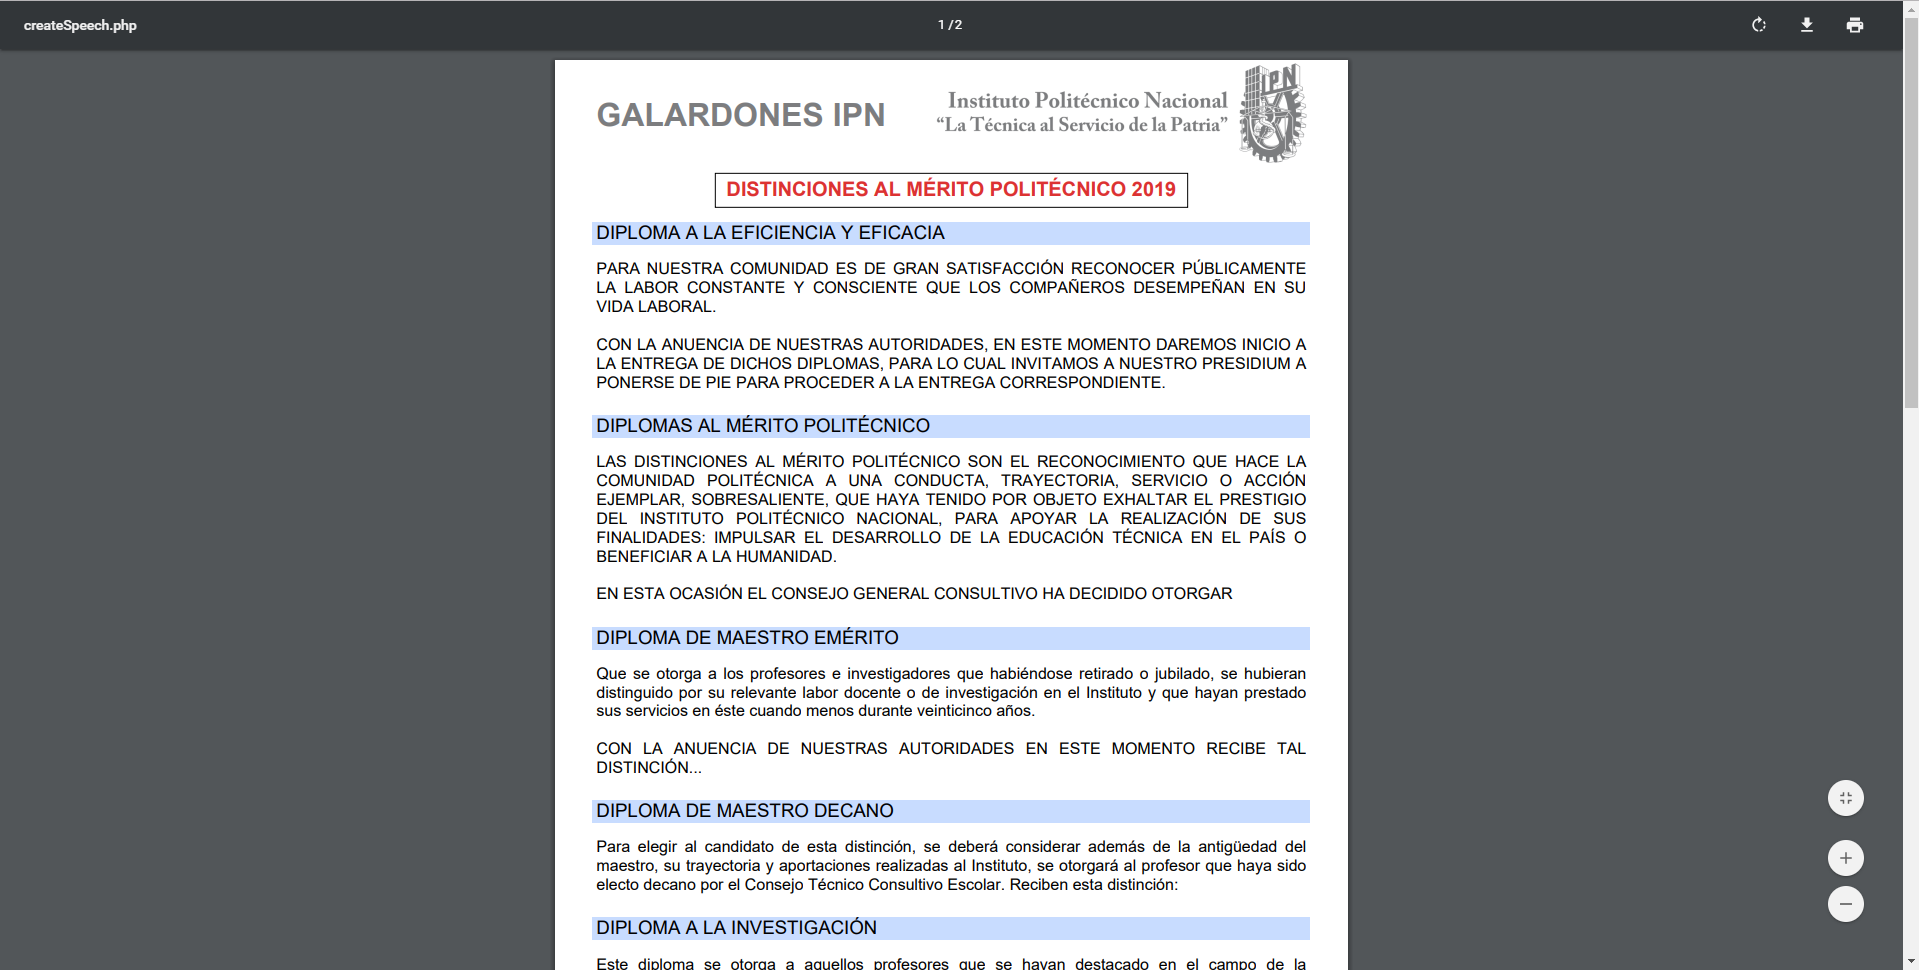 createSpeech.php
1 / 2
GALARDONES IPN
Instituto Politécnico Nacional
“La Técnica al Servicio de la Patria”
IPN
DISTINCIONES AL MÉRITO POLITÉCNICO 2019
DIPLOMA A LA EFICIENCIA Y EFICACIA
PARA NUESTRA COMUNIDAD ES DE GRAN SATISFACCIÓN RECONOCER PÚBLICAMENTE
LA LABOR CONSTANTE Y CONSCIENTE QUE LOS COMPAÑEROS DESEMPEÑAN EN SU
VIDA LABORAL.
CON LA ANUENCIA DE NUESTRAS AUTORIDADES, EN ESTE MOMENTO DAREMOS INICIO A
LA ENTREGA DE DICHOS DIPLOMAS, PARA LO CUAL INVITAMOS A NUESTRO PRESIDIUM A
PONERSE DE PIE PARA PROCEDER A LA ENTREGA CORRESPONDIENTE.
DIPLOMAS AL MÉRITO POLITÉCNICO
LAS DISTINCIONES AL MÉRITO POLITÉCNICO SON EL RECONOCIMIENTO QUE HACE LA
COMUNIDAD POLITÉCNICA A UNA CONDUCTA, TRAYECTORIA, SERVICIO O ACCIÓN
EJEMPLAR, SOBRESALIENTE, QUE HAYA TENIDO POR OBJETO EXHALTAR EL PRESTIGIO
DEL INSTITUTO POLITÉCNICO NACIONAL, PARA APOYAR LA REALIZACIÓN DE SUS
FINALIDADES: IMPULSAR EL DESARROLLO DE LA EDUCACIÓN TÉCNICA EN EL PAÍS O
BENEFICIAR A LA HUMANIDAD.
EN ESTA OCASIÓN EL CONSEJO GENERAL CONSULTIVO HA DECIDIDO OTORGAR
DIPLOMA DE MAESTRO EMÉRITO
Que se otorga a los profesores e investigadores que habiéndose retirado o jubilado, se hubieran
distinguido por su relevante labor docente o de investigación en el Instituto y que hayan prestado
sus servicios en éste cuando menos durante veinticinco años.
CON LA ANUENCIA DE NUESTRAS AUTORIDADES EN ESTE MOMENTO RECIBE TAL
DISTINCIÓN...
DIPLOMA DE MAESTRO DECANO
Para elegir al candidato de esta distinción, se deberá considerar además de la antigüedad del
maestro, su trayectoria y aportaciones realizadas al Instituto, se otorgará al profesor que haya sido
electo decano por el Consejo Técnico Consultivo Escolar. Reciben esta distinción:
DIPLOMA A LA INVESTIGACIÓN
Este diploma se otorga a aquellos profesores que se hayan destacado en el campo de la